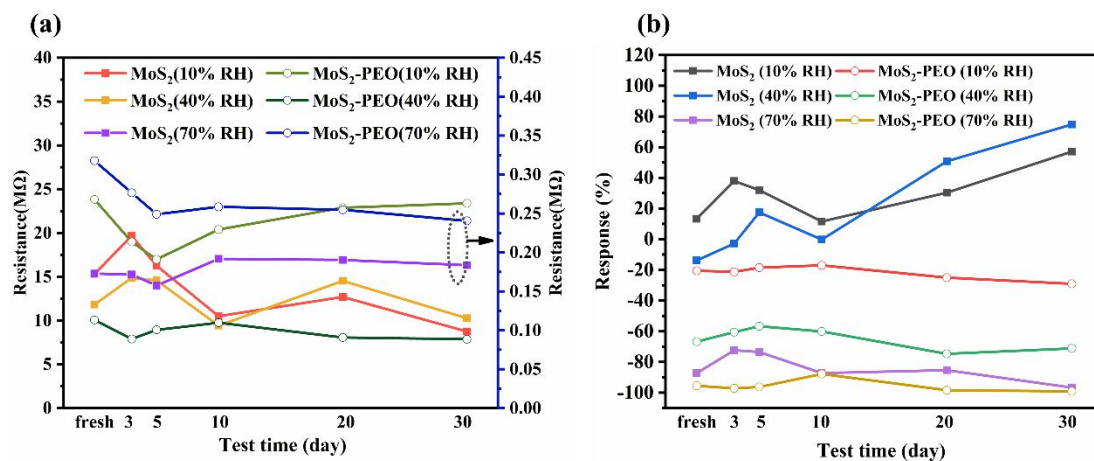 (a)
MoS₂(10% RH) MoS₂-PEO(10% RH)
MoS₂(40% RH) MoS₂-PEO(40% RH)
MoS₂(70% RH) MoS₂-PEO(70% RH)
Resistance(MΩ)
40
35
30
25
20
15
10
5
0
0.45
0.40
0.35
0.30
0.25
0.20
0.15
0.10
0.05
0.00
Resistance(MΩ)
fresh 3 5 10 20 30
Test time (day)
(b)
MoS₂ (10% RH) MoS₂-PEO (10% RH)
MoS₂ (40% RH) MoS₂-PEO (40% RH)
MoS₂ (70% RH) MoS₂-PEO (70% RH)
Response (%)
120
100
80
60
40
20
0
-20
-40
-60
-80
-100
fresh 3 5 10 20 30
Test time (day)